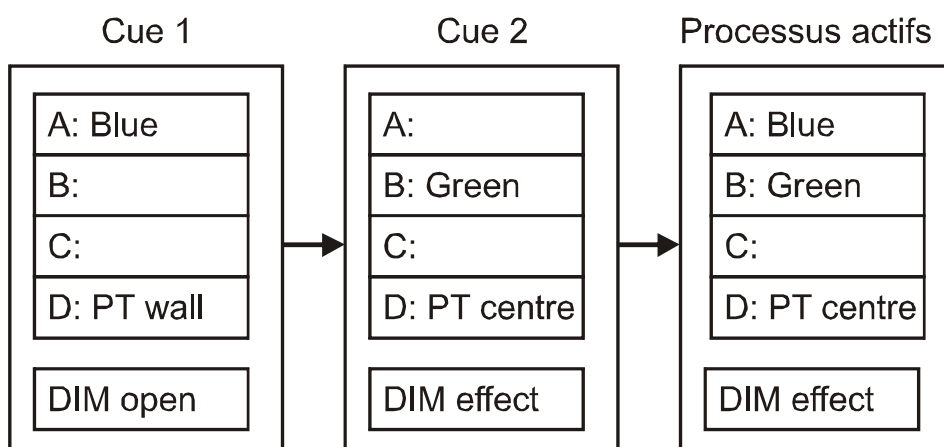 Cue 1
A: Blue
B:
C:
D: PT wall
DIM open
Cue 2
A:
B: Green
C:
D: PT centre
DIM effect
Processus actifs
A: Blue
B: Green
C:
D: PT centre
DIM effect